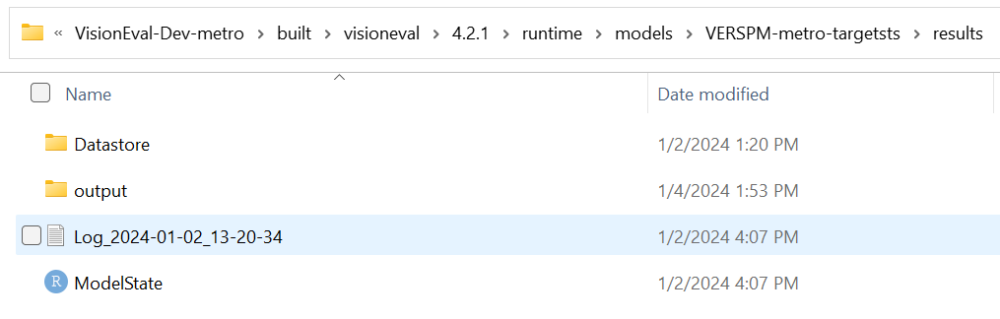 « VisionEval-Dev-metro > built > visioneval > 4.2.1 > runtime > models > VERSPM-metro-targetsts > results
Name Date modified
Datastore 1/2/2024 1:20 PM
output 1/4/2024 1:53 PM
Log_2024-01-02_13-20-34 1/2/2024 4:07 PM
R ModelState 1/2/2024 4:07 PM